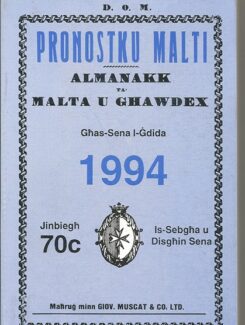 D. O. M.
PRONOSTKU MALTI
ALMANAKK
TA'
MALTA U GHAWDEX
Għas-Sena l-Ġdida
1994
Jinbiegħ
70c
Is-Sebgħa u
Disgħin Sena
Maħruġ minn GIOV. MUSCAT & CO. LTD.